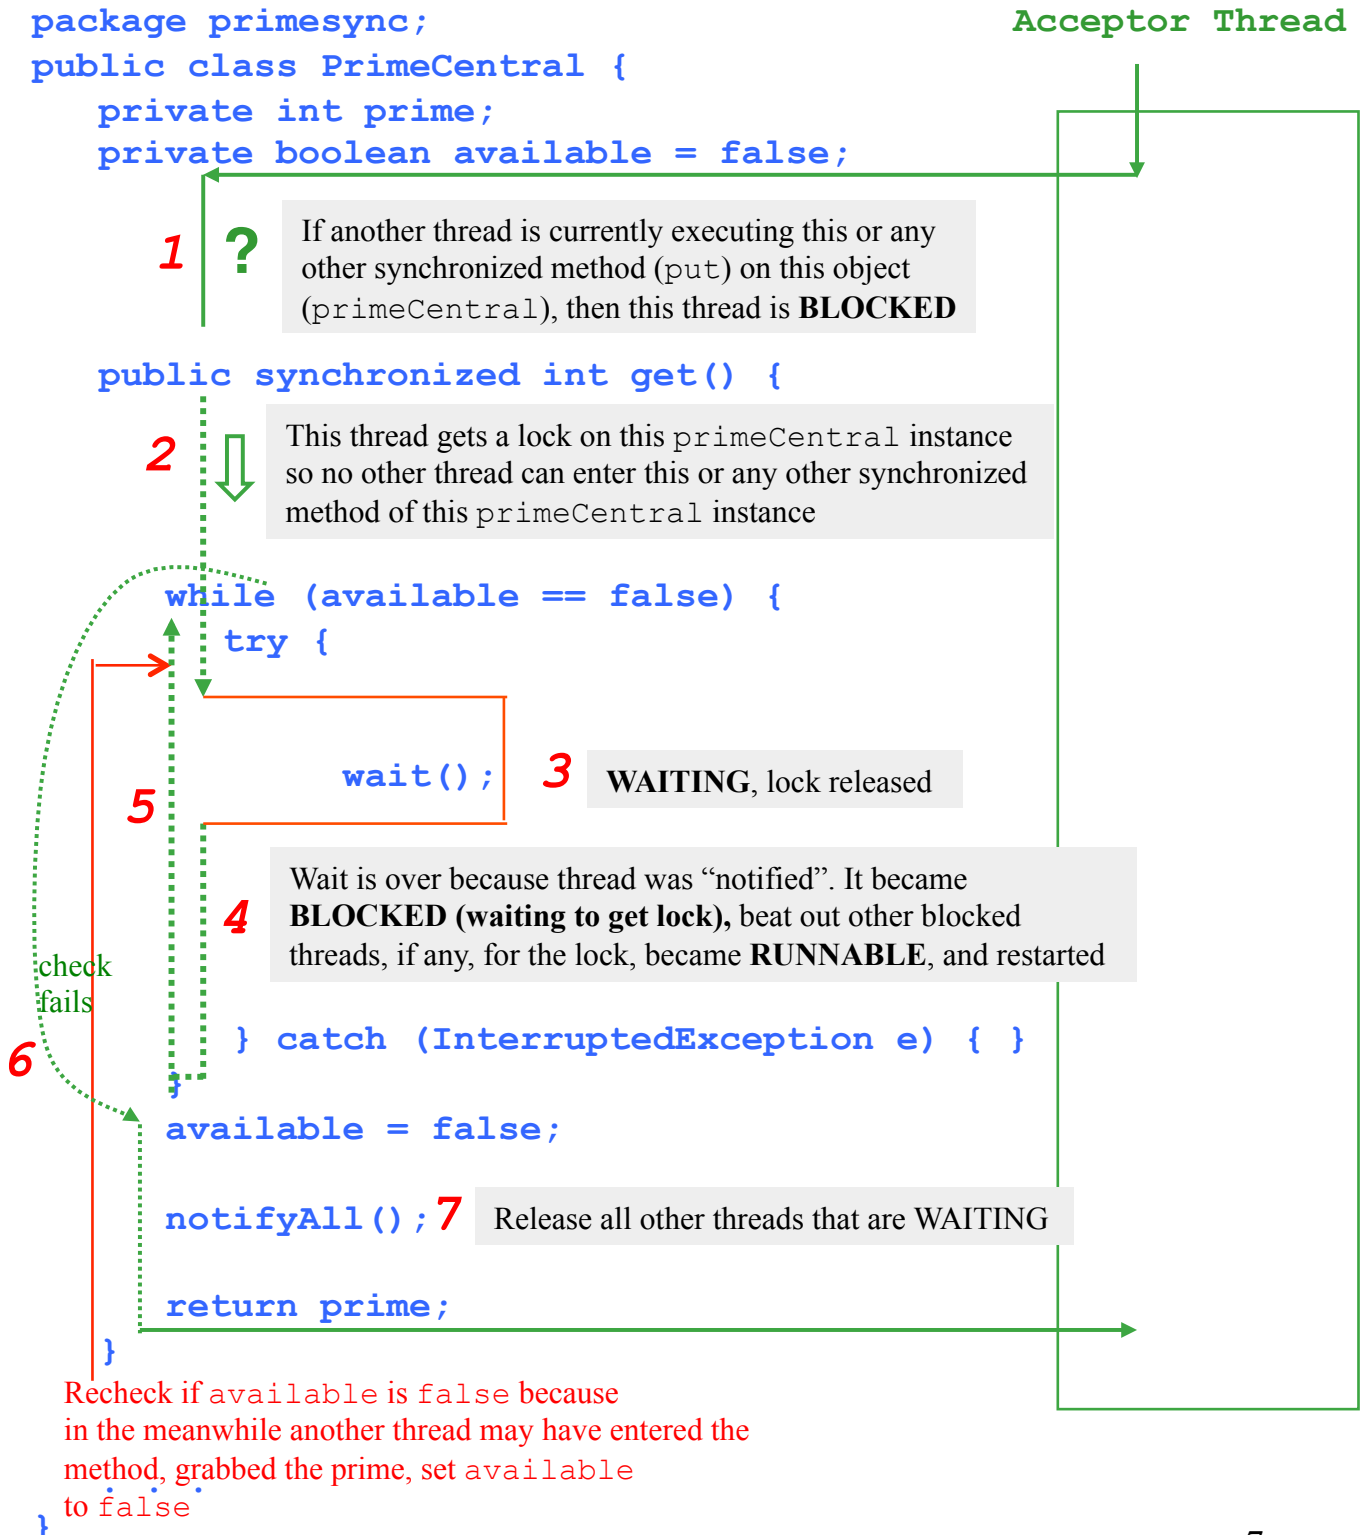 package primesync;
Acceptor Thread
public class PrimeCentral {
private int prime;
private boolean available = false;
1
?
If another thread is currently executing this or any
other synchronized method (put) on this object
(primeCentral), then this thread is BLOCKED
public synchronized int get() {
2
This thread gets a lock on this primeCentral instance
so no other thread can enter this or any other synchronized
method of this primeCentral instance
while (available == false) {
try {
wait();
3
WAITING, lock released
5
4
Wait is over because thread was “notified”. It became
BLOCKED (waiting to get lock), beat out other blocked
threads, if any, for the lock, became RUNNABLE, and restarted
check
fails
6
} catch (InterruptedException e) { }
}
available = false;
notifyAll();
7
Release all other threads that are WAITING
return prime;
}
Recheck if available is false because
in the meanwhile another thread may have entered the
method, grabbed the prime, set available
to false
. . .
}